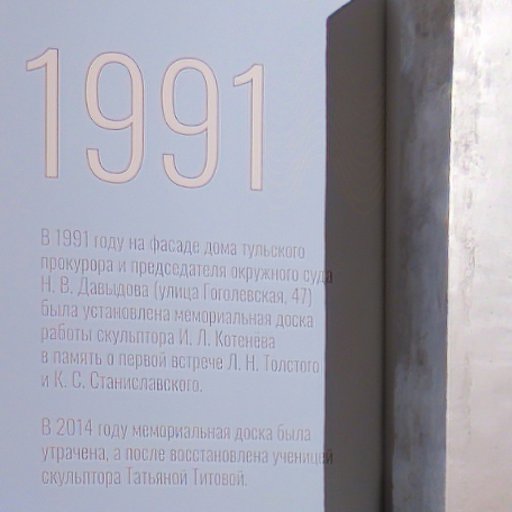 1991
В 1991 году на фасаде дома тульского
прокурора и председателя окружного суда
Н. В. Давыдова (улица Гоголевская, 47)
была установлена мемориальная доска
работы скульптора И. Л. Котенёва
в память о первой встрече Л. Н. Толстого
и К. С. Станиславского.
В 2014 году мемориальная доска была
утрачена, а после восстановлена ученицей
скульптора Татьяной Титовой.